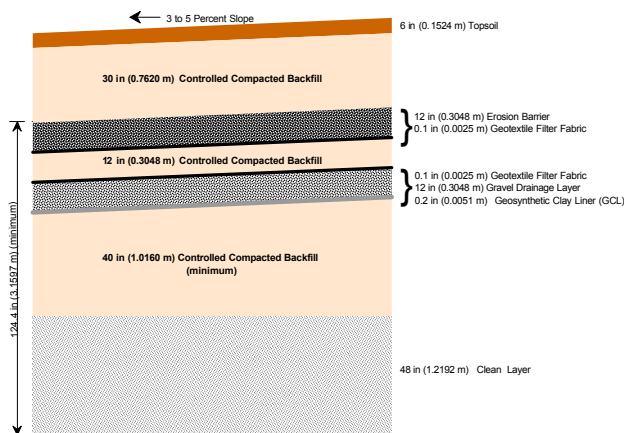 3 to 5 Percent Slope
6 in (0.1524 m) Topsoil
30 in (0.7620 m) Controlled Compacted Backfill
12 in (0.3048 m) Erosion Barrier
0.1 in (0.0025 m) Geotextile Filter Fabric
12 in (0.3048 m) Controlled Compacted Backfill
0.1 in (0.0025 m) Geotextile Filter Fabric
12 in (0.3048 m) Gravel Drainage Layer
0.2 in (0.0051 m) Geosynthetic Clay Liner (GCL)
40 in (1.0160 m) Controlled Compacted Backfill
(minimum)
124.4 in (3.1597 m) (minimum)
48 in (1.2192 m) Clean Layer